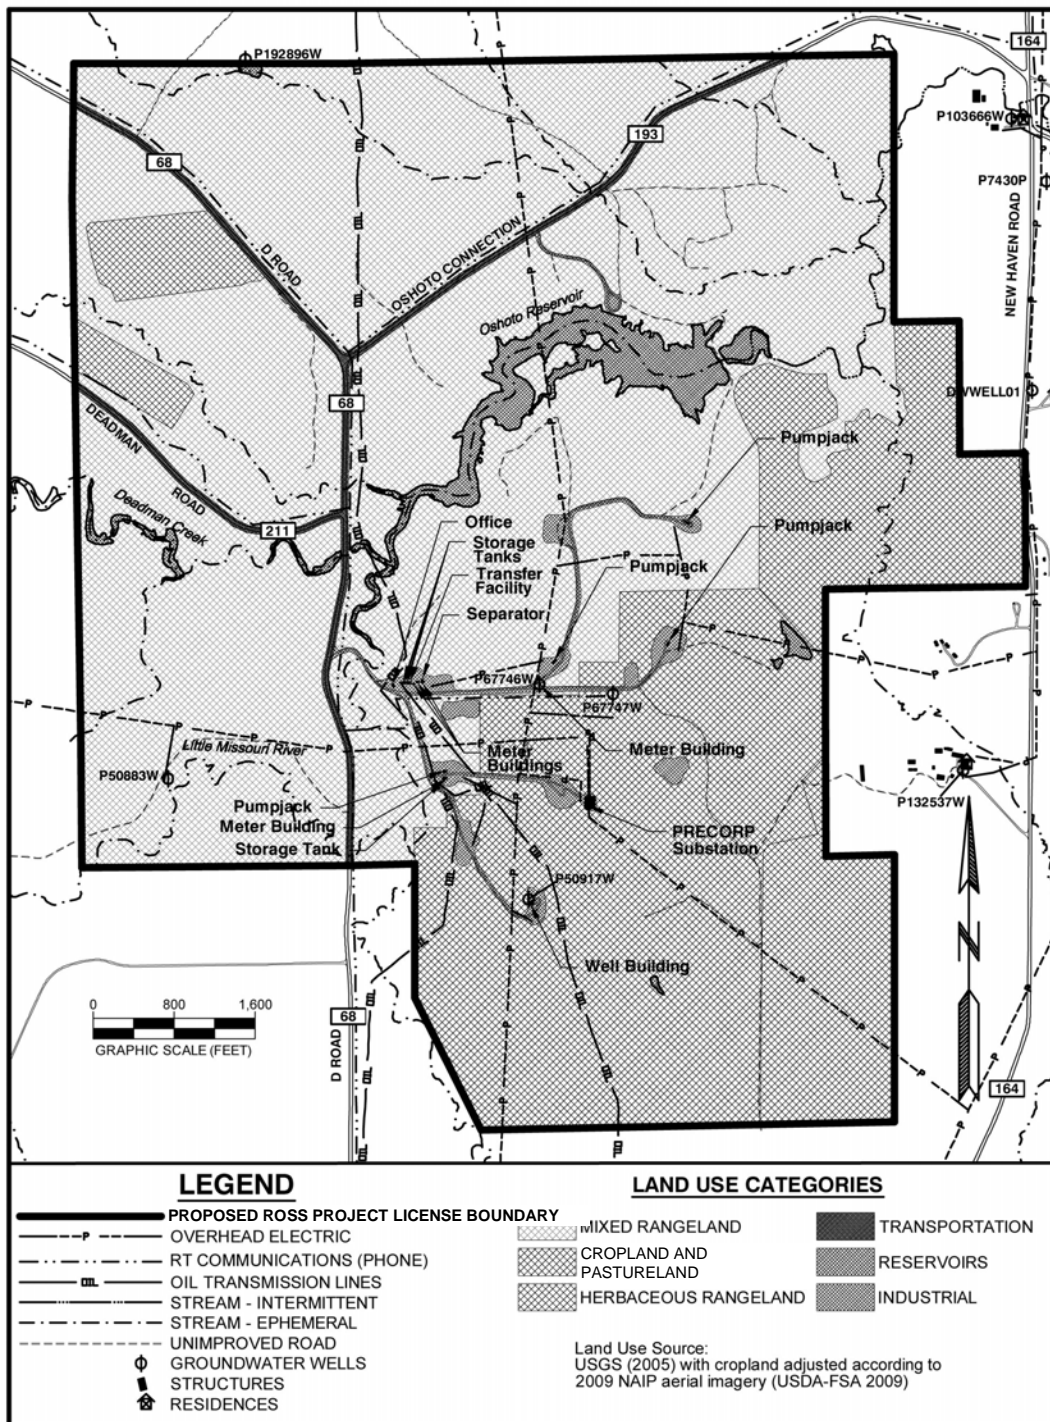 P192896W
164
P103666W
193
68
P7430P
D ROAD
OSHOTO CONNECTION
NEW HAVEN ROAD
Oshoto Reservoir
68
DWWELL01
DEADMAN
ROAD
Pumpjack
Deadman Creek
211
Office
Storage
Tanks
Transfer
Facility
Separator
Pumpjack
Pumpjack
P67746W
P67747W
Little Missouri River
Meter
Buildings
Meter Building
P50883W
P132537W
Pumpjack
Meter Building
Storage Tank
PRECORP
Substation
P50917W
Well Building
0 800 1,600
GRAPHIC SCALE (FEET)
68
D ROAD
N
164
LEGEND
PROPOSED ROSS PROJECT LICENSE BOUNDARY
P OVERHEAD ELECTRIC
RT COMMUNICATIONS (PHONE)
OIL OIL TRANSMISSION LINES
STREAM - INTERMITTENT
STREAM - EPHEMERAL
UNIMPROVED ROAD
GROUNDWATER WELLS
STRUCTURES
RESIDENCES
LAND USE CATEGORIES
MIXED RANGELAND
CROPLAND AND
PASTURELAND
HERBACEOUS RANGELAND
TRANSPORTATION
RESERVOIRS
INDUSTRIAL
Land Use Source:
USGS (2005) with cropland adjusted according to
2009 NAIP aerial imagery (USDA-FSA 2009)